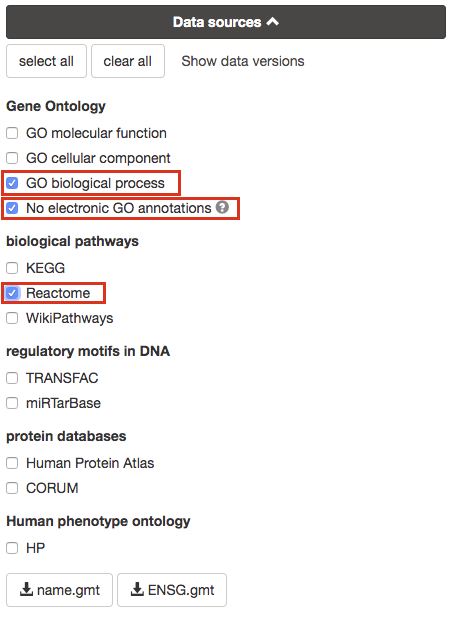 Data sources
select all clear all Show data versions
Gene Ontology
GO molecular function
GO cellular component
GO biological process
No electronic GO annotations ?
biological pathways
KEGG
Reactome
WikiPathways
regulatory motifs in DNA
TRANSFAC
miRTarBase
protein databases
Human Protein Atlas
CORUM
Human phenotype ontology
HP
name.gmt ENSG.gmt